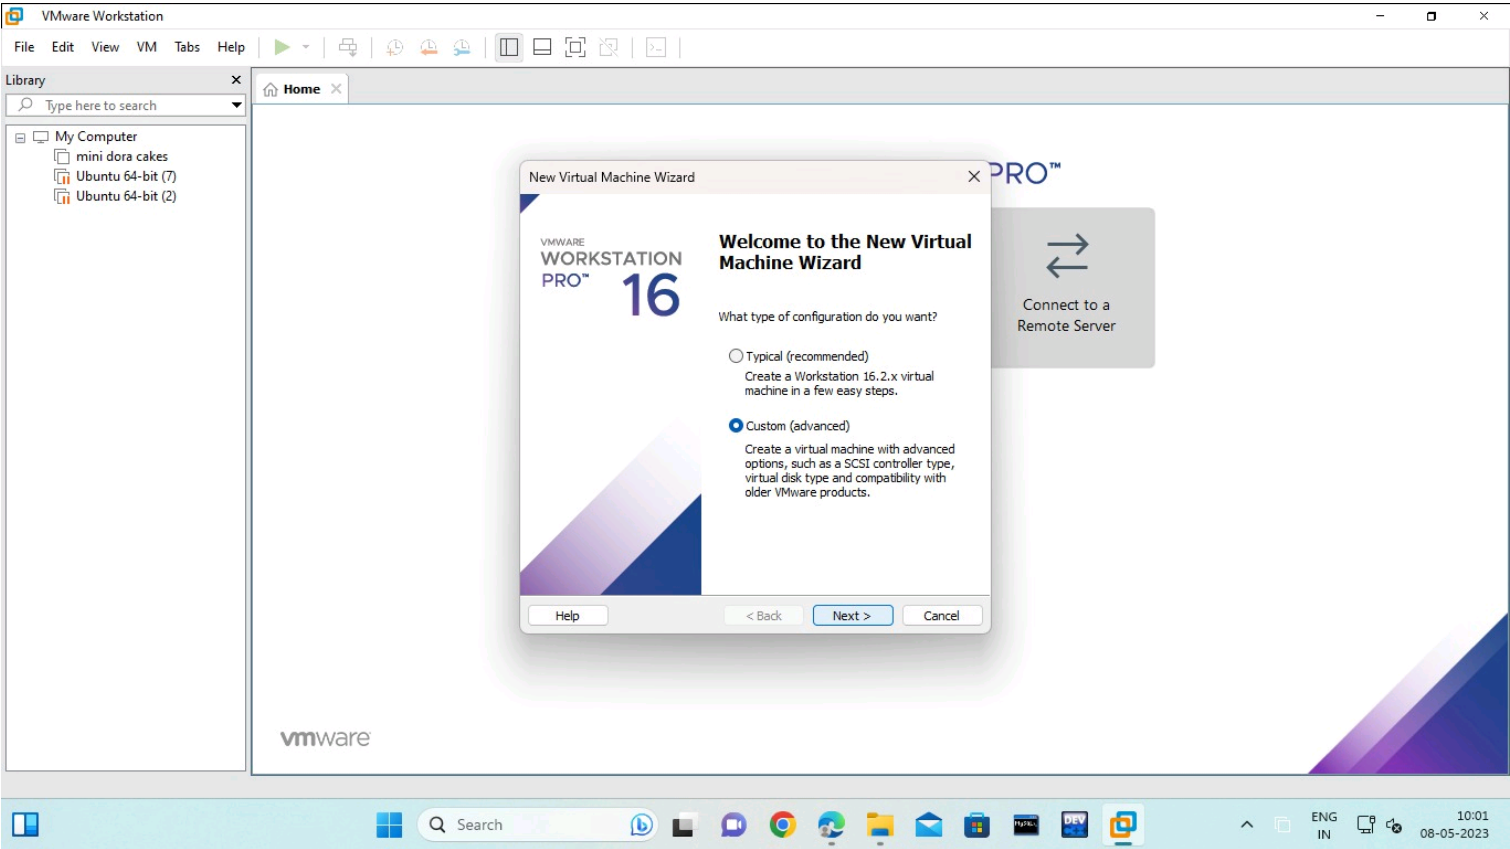 VMware Workstation
File Edit View VM Tabs Help
Library
Type here to search
My Computer
mini dora cakes
Ubuntu 64-bit (7)
Ubuntu 64-bit (2)
Home
PRO™
New Virtual Machine Wizard
VMWARE
WORKSTATION
PRO™ 16
Welcome to the New Virtual
Machine Wizard
What type of configuration do you want?
Typical (recommended)
Create a Workstation 16.2.x virtual
machine in a few easy steps.
Custom (advanced)
Create a virtual machine with advanced
options, such as a SCSI controller type,
virtual disk type and compatibility with
older VMware products.
Help < Back Next > Cancel
Connect to a
Remote Server
vmware
Search
DEV
ENG
IN
10:01
08-05-2023